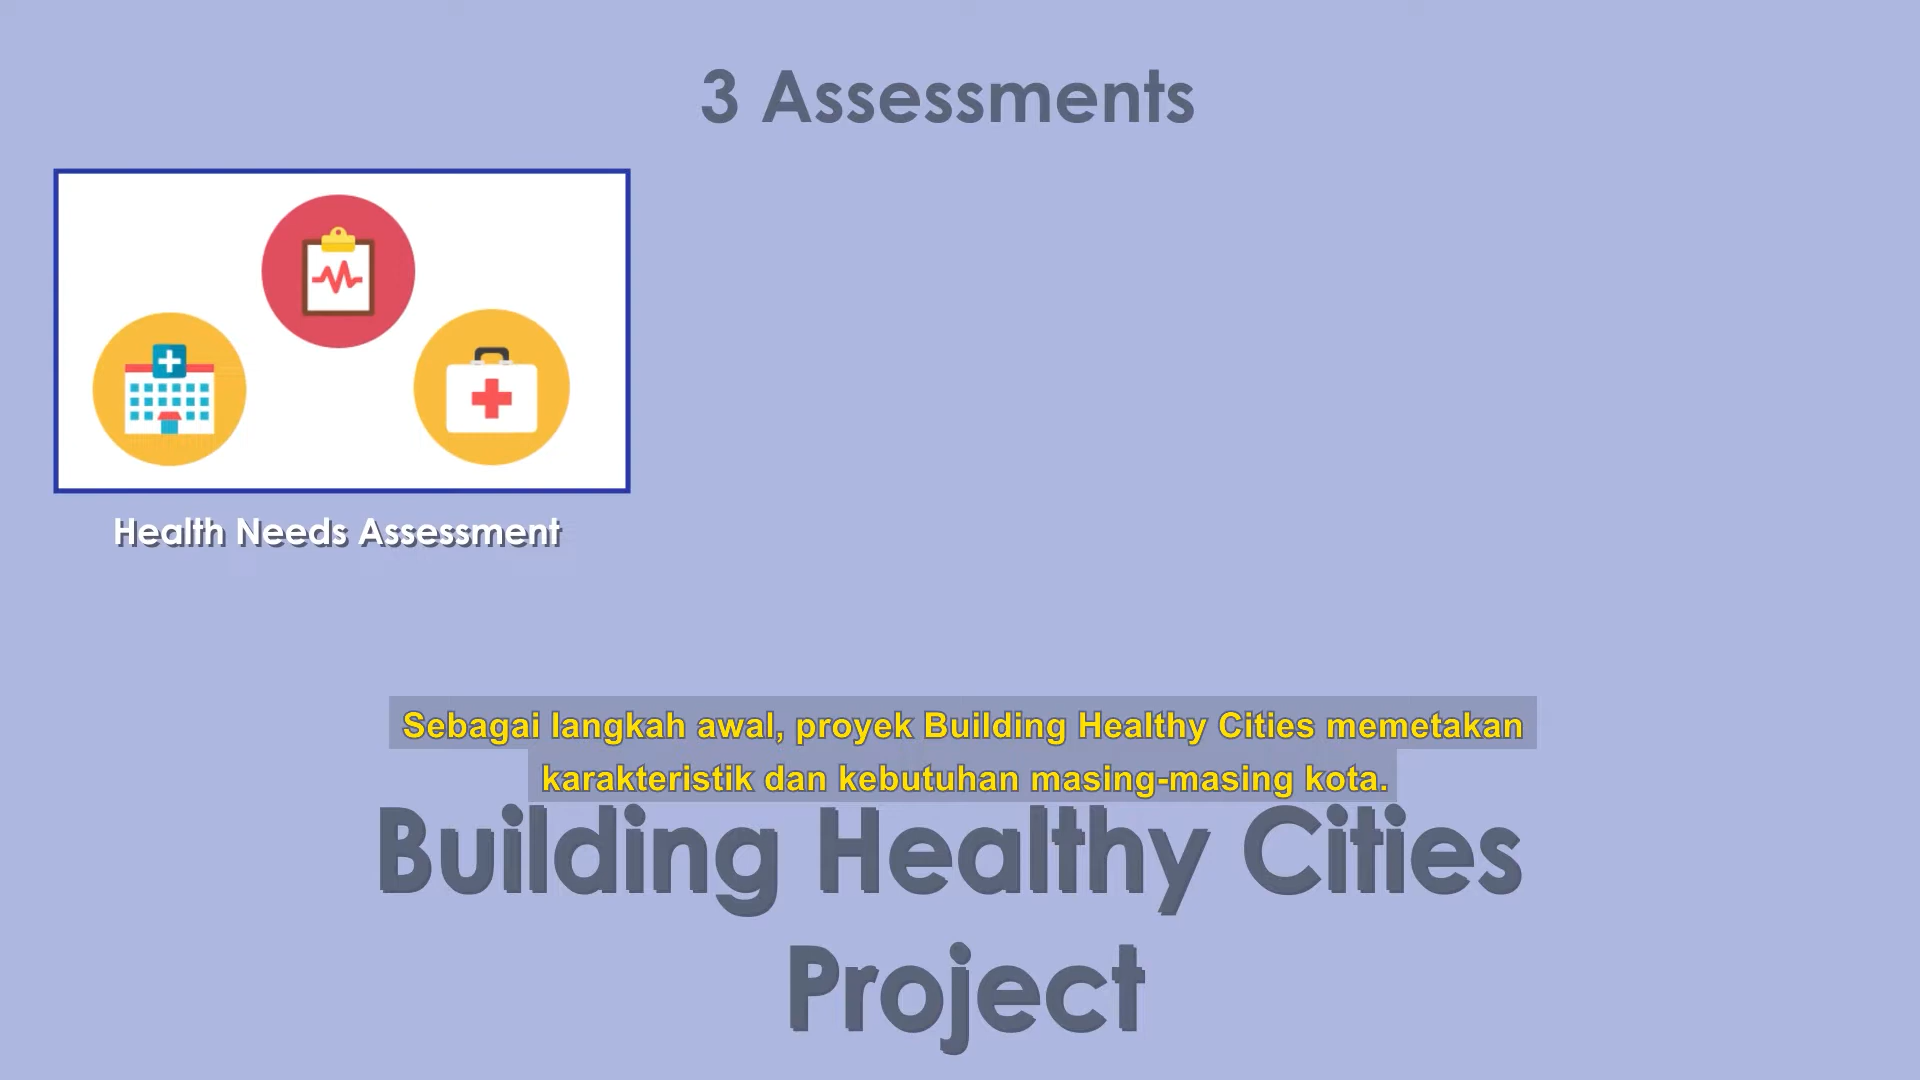 3 Assessments
Health Needs Assessment
Sebagai langkah awal, proyek Building Healthy Cities memetakan
karakteristik dan kebutuhan masing-masing kota.
Building Healthy Cities
Project